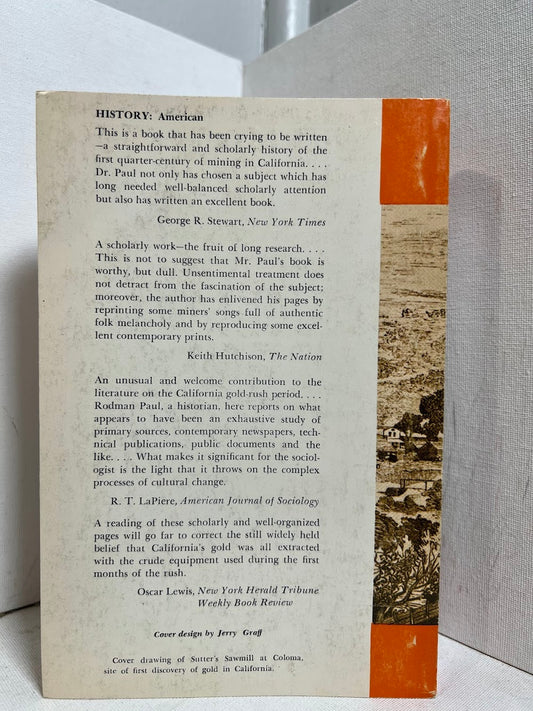 HISTORY: American
This is a book that has been crying to be written
—a straightforward and scholarly history of the
first quarter-century of mining in California. . . .
Dr. Paul not only has chosen a subject which has
long needed well-balanced scholarly attention
but also has written an excellent book.
George R. Stewart, New York Times
A scholarly work—the fruit of long research. . . .
This is not to suggest that Mr. Paul's book is
worthy, but dull. Unsentimental treatment does
not detract from the fascination of the subject;
moreover, the author has enlivened his pages by
reprinting some miners' songs full of authentic
folk melancholy and by reproducing some excel-
lent contemporary prints.
Keith Hutchison, The Nation
An unusual and welcome contribution to the
literature on the California gold-rush period. . . .
Rodman Paul, a historian, here reports on what
appears to have been an exhaustive study of
primary sources, contemporary newspapers, tech-
nical publications, public documents and the
like. . . . What makes it significant for the sociol-
ogist is the light that it throws on the complex
processes of cultural change.
R. T. LaPiere, American Journal of Sociology
A reading of these scholarly and well-organized
pages will go far to correct the still widely held
belief that California's gold was all extracted
with the crude equipment used during the first
months of the rush.
Oscar Lewis, New York Herald Tribune
Weekly Book Review
Cover design by Jerry Graff
Cover drawing of Sutter's Sawmill at Coloma,
site of first discovery of gold in California.